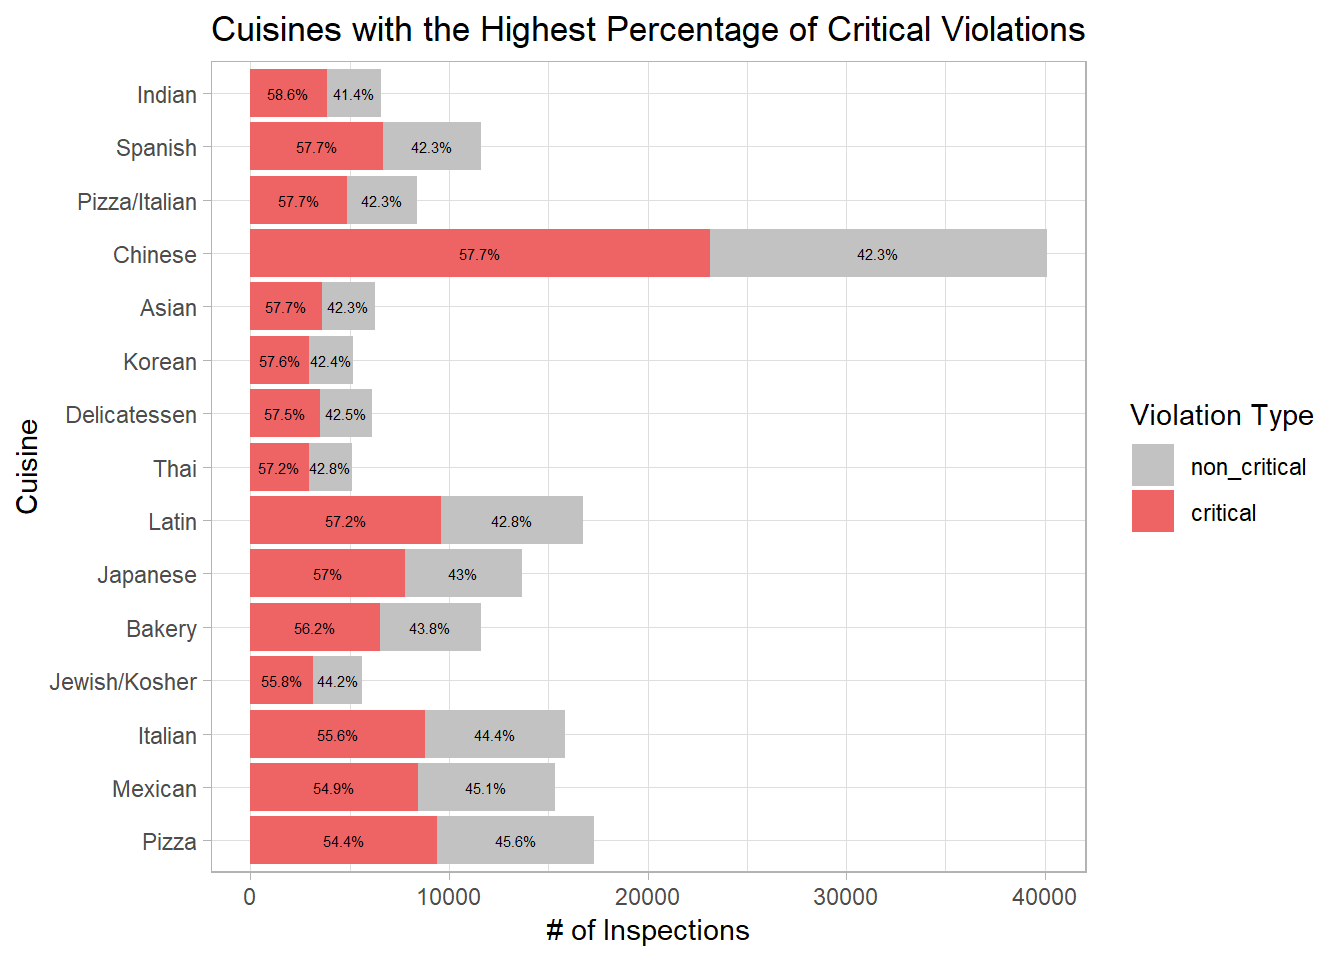 Cuisines with the Highest Percentage of Critical Violations
Indian 58.6% 41.4%
Spanish 57.7% 42.3%
Pizza/Italian 57.7% 42.3%
Chinese 57.7% 42.3%
Asian 57.7% 42.3%
Korean 57.6% 42.4%
Delicatessen 57.5% 42.5%
Thai 57.2% 42.8%
Latin 57.2% 42.8%
Japanese 57% 43%
Bakery 56.2% 43.8%
Jewish/Kosher 55.8% 44.2%
Italian 55.6% 44.4%
Mexican 54.9% 45.1%
Pizza 54.4% 45.6%
0 10000 20000 30000 40000
# of Inspections
Cuisine
Violation Type
non_critical
critical